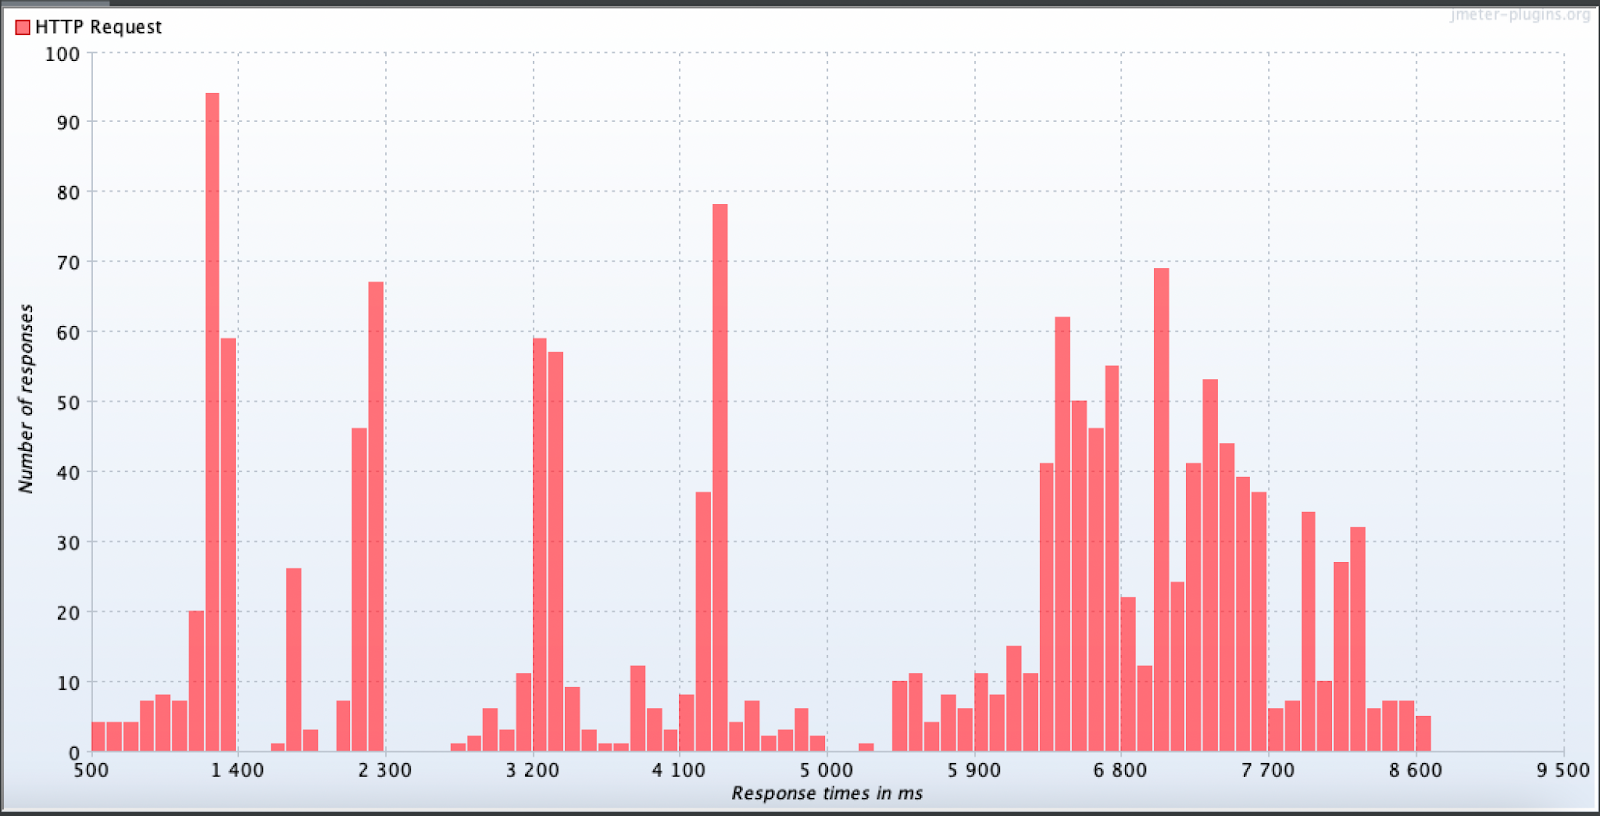 jmeter-plugins.org
HTTP Request
100
90
80
70
60
50
40
30
20
10
0
Number of responses
500 1 400 2 300 3 200 4 100 5 000 5 900 6 800 7 700 8 600 9 500
Response times in ms